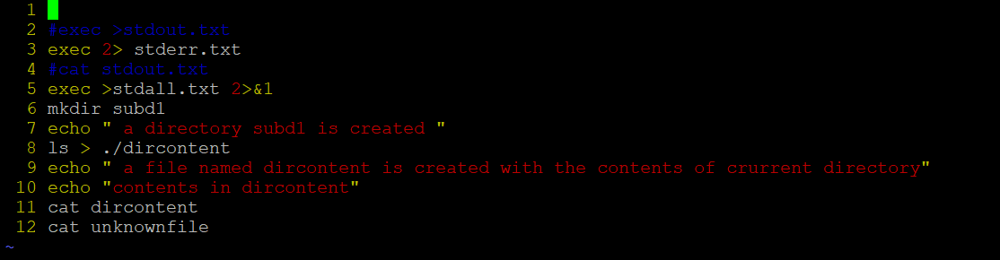 1
2 #exec >stdout.txt
3 exec 2> stderr.txt
4 #cat stdout.txt
5 exec >stdall.txt 2>&1
6 mkdir subd1
7 echo " a directory subd1 is created "
8 ls > ./dircontent
9 echo " a file named dircontent is created with the contents of crurrent directory"
10 echo "contents in dircontent"
11 cat dircontent
12 cat unknownfile
~